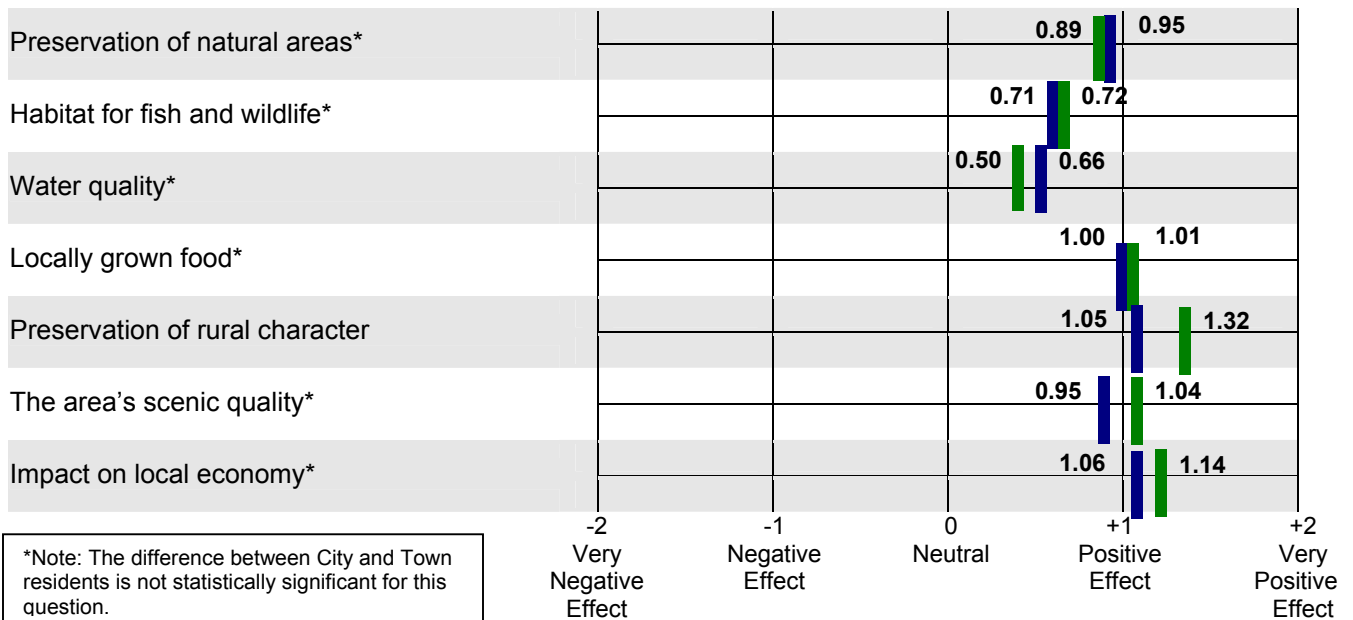 Preservation of natural areas*
0.89 0.95
Habitat for fish and wildlife*
0.71 0.72
Water quality*
0.50 0.66
Locally grown food*
1.00 1.01
Preservation of rural character
1.05 1.32
The area’s scenic quality*
0.95 1.04
Impact on local economy*
1.06 1.14
-2 -1 0 +1 +2
Very Negative Effect
Negative Effect
Neutral
Positive Effect
Very Positive Effect
*Note: The difference between City and Town
residents is not statistically significant for this
question.